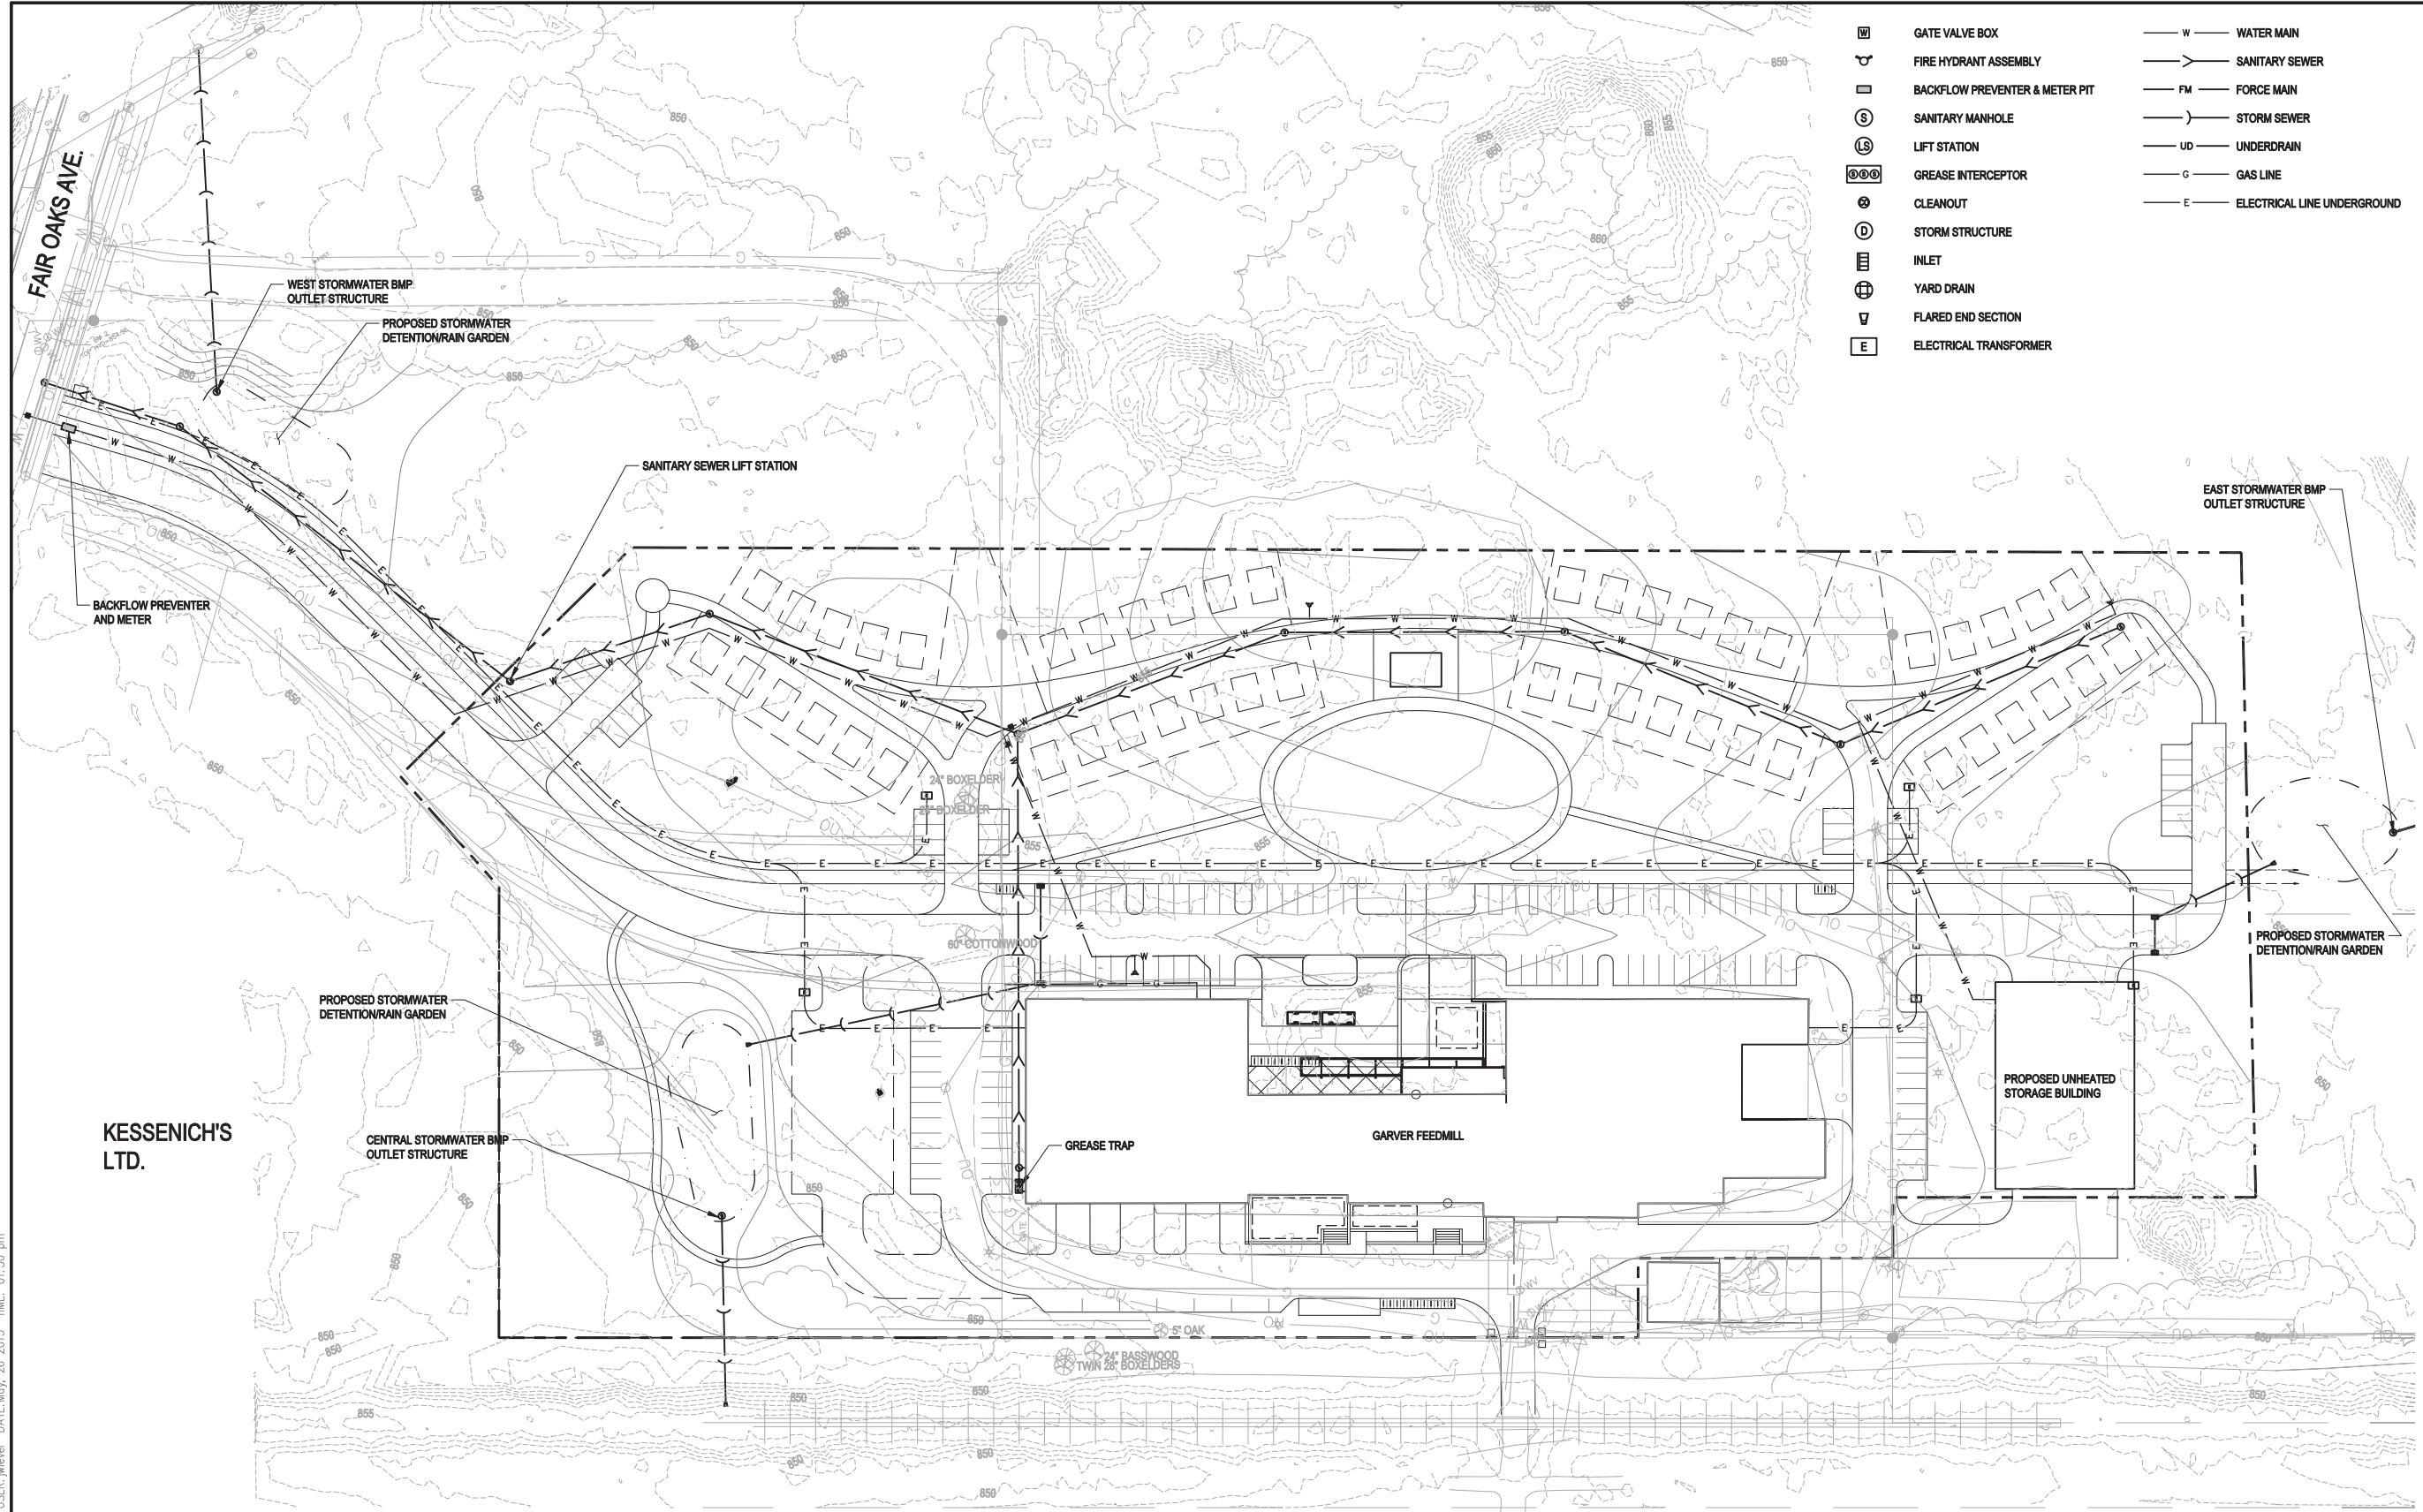 GATE VALVE BOX
FIRE HYDRANT ASSEMBLY
BACKFLOW PREVENTER & METER PIT
SANITARY MANHOLE
LIFT STATION
GREASE INTERCEPTOR
CLEANOUT
STORM STRUCTURE
INLET
YARD DRAIN
FLARED END SECTION
ELECTRICAL TRANSFORMER
W WATER MAIN
SANITARY SEWER
FM FORCE MAIN
STORM SEWER
UD UNDERDRAIN
G GAS LINE
E ELECTRICAL LINE UNDERGROUND
FAIR OAKS AVE.
WEST STORMWATER BMP
OUTLET STRUCTURE
PROPOSED STORMWATER
DETENTION/RAIN GARDEN
SANITARY SEWER LIFT STATION
EAST STORMWATER BMP
OUTLET STRUCTURE
BACKFLOW PREVENTER
AND METER
24" BOXELDER
60" COTTONWOOD
PROPOSED STORMWATER
DETENTION/RAIN GARDEN
PROPOSED STORMWATER
DETENTION/RAIN GARDEN
PROPOSED UNHEATED
STORAGE BUILDING
KESSENICH'S
LTD.
CENTRAL STORMWATER BMP
OUTLET STRUCTURE
GREASE TRAP
GARVER FEEDMILL
5" OAK
24" BASSWOOD
TWIN 28" BOXELDERS